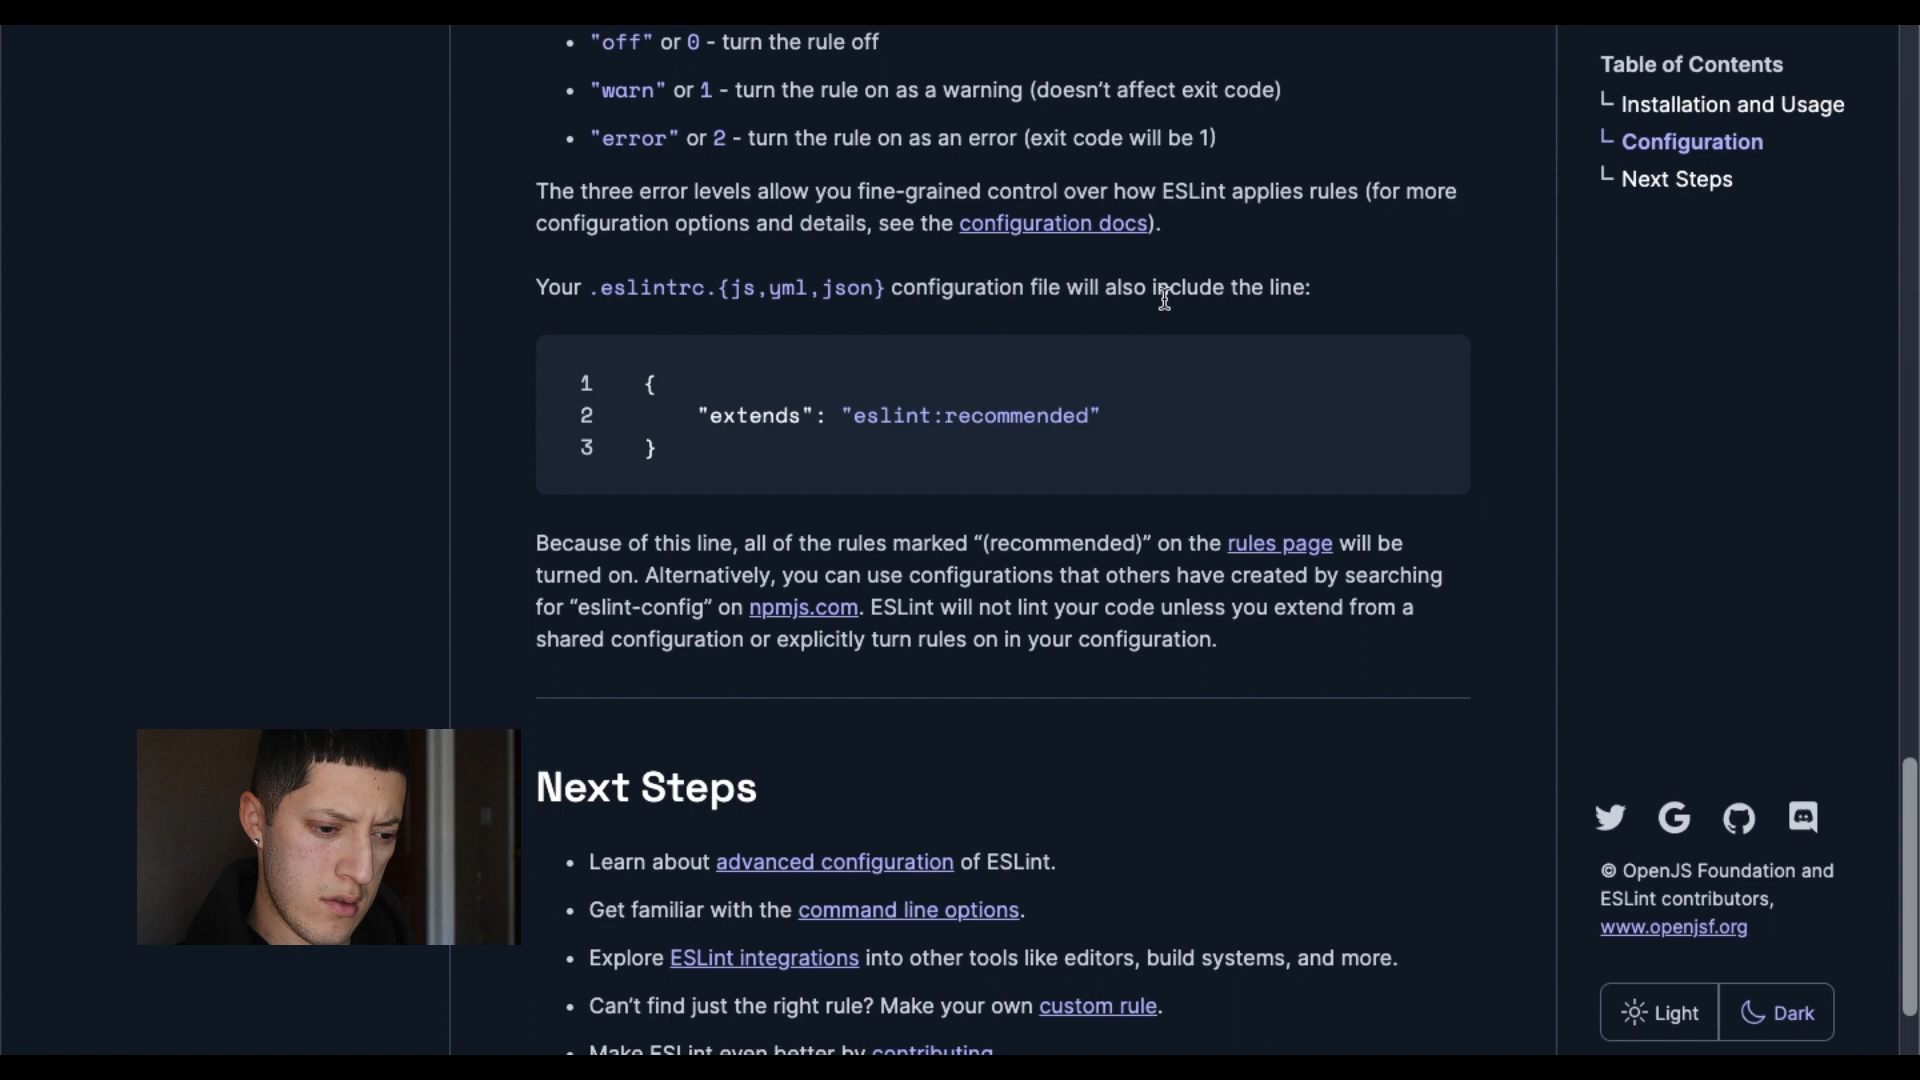 "off" or 0 - turn the rule off
"warn" or 1 - turn the rule on as a warning (doesn’t affect exit code)
"error" or 2 - turn the rule on as an error (exit code will be 1)
The three error levels allow you fine-grained control over how ESLint applies rules (for more
configuration options and details, see the configuration docs).
Your .eslintrc.{js,yml,json} configuration file will also include the line:
1 {
2 "extends": "eslint:recommended"
3 }
Because of this line, all of the rules marked “(recommended)” on the rules page will be
turned on. Alternatively, you can use configurations that others have created by searching
for “eslint-config” on npmjs.com. ESLint will not lint your code unless you extend from a
shared configuration or explicitly turn rules on in your configuration.
Next Steps
Learn about advanced configuration of ESLint.
Get familiar with the command line options.
Explore ESLint integrations into other tools like editors, build systems, and more.
Can’t find just the right rule? Make your own custom rule.
Make ESLint even better by contributing.
Table of Contents
Installation and Usage
Configuration
Next Steps
© OpenJS Foundation and
ESLint contributors,
www.openjsf.org
Light
Dark